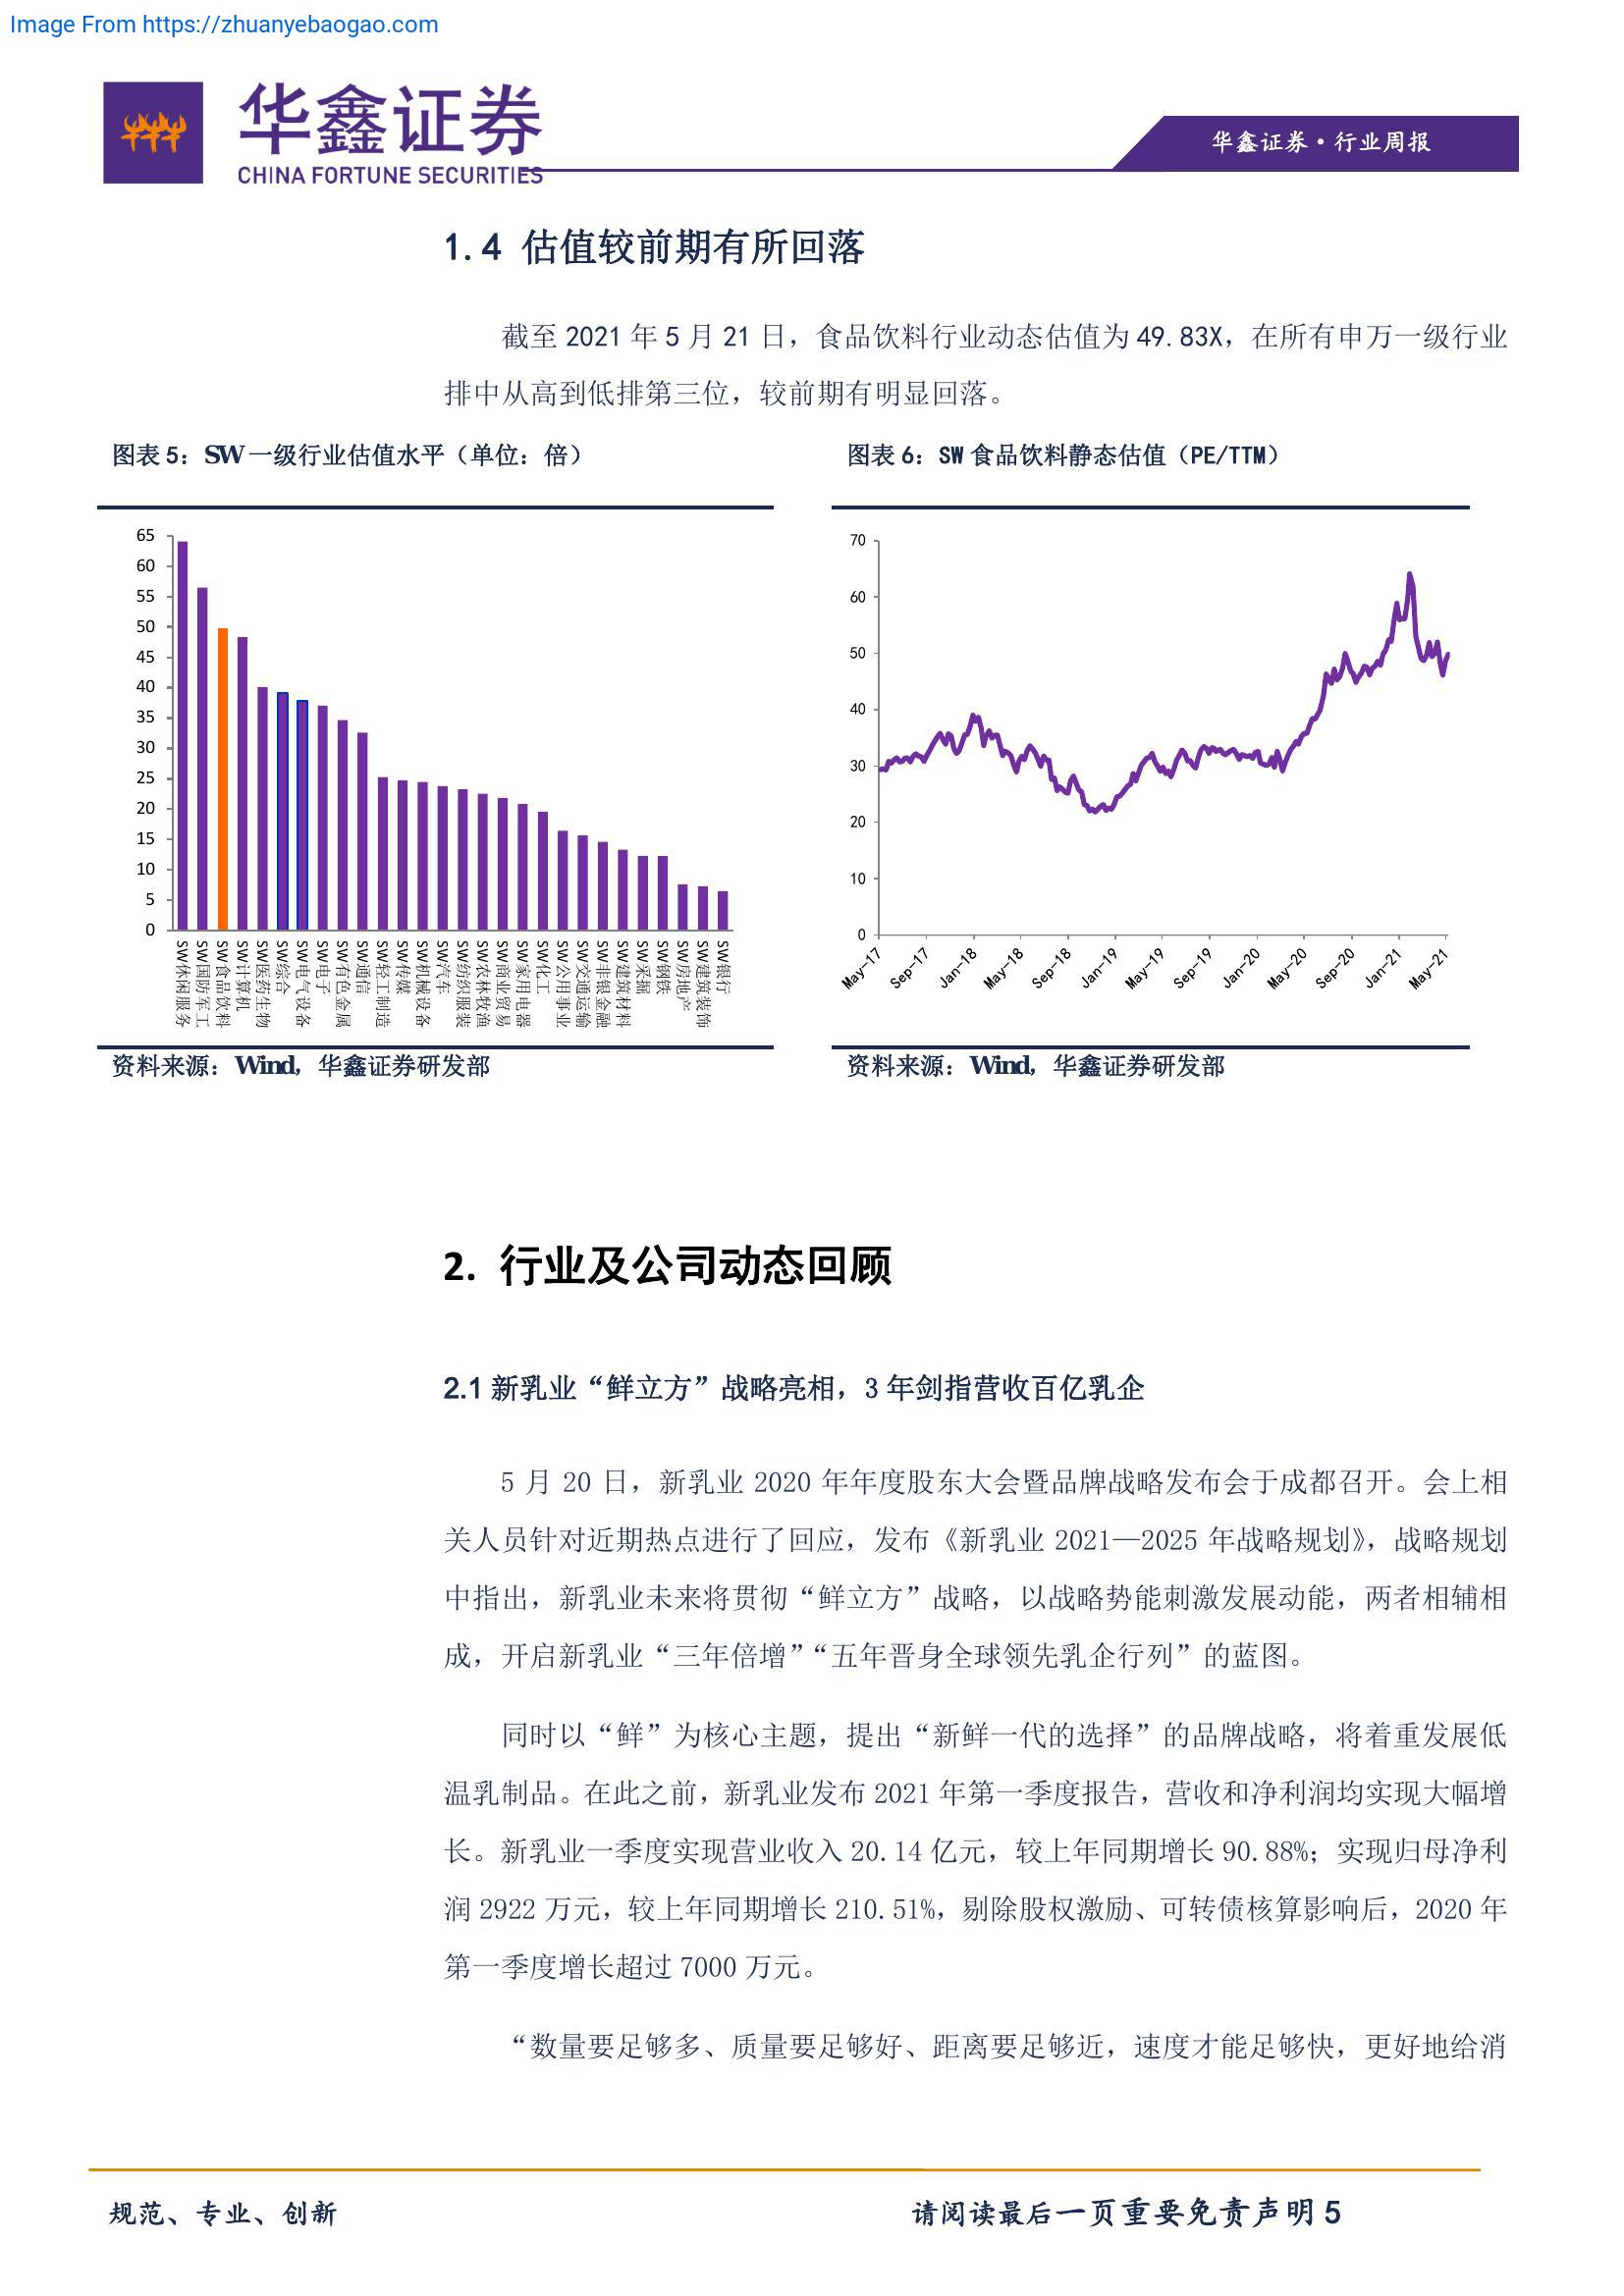 Image From https://zhuanyebaogao.com
华鑫证券
CHINA FORTUNE SECURITIES
华鑫证券·行业周报
1.4 估值较前期有所回落
截至 2021 年 5 月 21 日，食品饮料行业动态估值为 49.83X，在所有申万一级行业
排中从高到低排第三位，较前期有明显回落。
图表 5：SW 一级行业估值水平（单位：倍）
65
60
55
50
45
40
35
30
25
20
15
10
5
0
SW休闲服务
SW国防军工
SW食品饮料
SW计算机
SW医药生物
SW综合
SW电气设备
SW电子
SW有色金属
SW通信
SW轻工制造
SW传媒
SW机械设备
SW汽车
SW纺织服装
SW农林牧渔
SW商业贸易
SW家用电器
SW化工
SW公用事业
SW交通运输
SW非银金融
SW建筑材料
SW采掘
SW钢铁
SW房地产
SW建筑装饰
SW银行
资料来源：Wind，华鑫证券研发部
图表 6：SW 食品饮料静态估值（PE/TTM）
70
60
50
40
30
20
10
0
May-17
Sep-17
Jan-18
May-18
Sep-18
Jan-19
May-19
Sep-19
Jan-20
May-20
Sep-20
Jan-21
May-21
资料来源：Wind，华鑫证券研发部
2. 行业及公司动态回顾
2.1 新乳业“鲜立方”战略亮相，3 年剑指营收百亿乳企
5 月 20 日，新乳业 2020 年年度股东大会暨品牌战略发布会于成都召开。会上相
关人员针对近期热点进行了回应，发布《新乳业 2021—2025 年战略规划》，战略规划
中指出，新乳业未来将贯彻“鲜立方”战略，以战略势能刺激发展动能，两者相辅相
成，开启新乳业“三年倍增”“五年晋身全球领先乳企行列”的蓝图。
同时以“鲜”为核心主题，提出“新鲜一代的选择”的品牌战略，将着重发展低
温乳制品。在此之前，新乳业发布 2021 年第一季度报告，营收和净利润均实现大幅增
长。新乳业一季度实现营业收入 20.14 亿元，较上年同期增长 90.88%；实现归母净利
润 2922 万元，较上年同期增长 210.51%，剔除股权激励、可转债核算影响后，2020 年
第一季度增长超过 7000 万元。
“数量要足够多、质量要足够好、距离要足够近，速度才能足够快，更好地给消
规范、专业、创新
请阅读最后一页重要免责声明 5